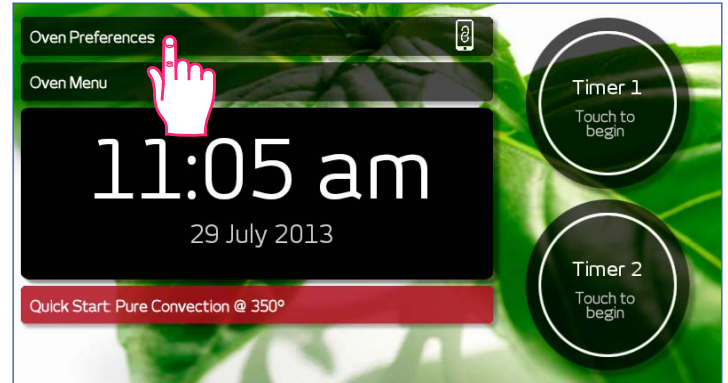 Oven Preferences
Oven Menu
11:05 am
29 July 2013
Quick Start: Pure Convection @ 350°
Timer 1
Touch to
begin
Timer 2
Touch to
begin